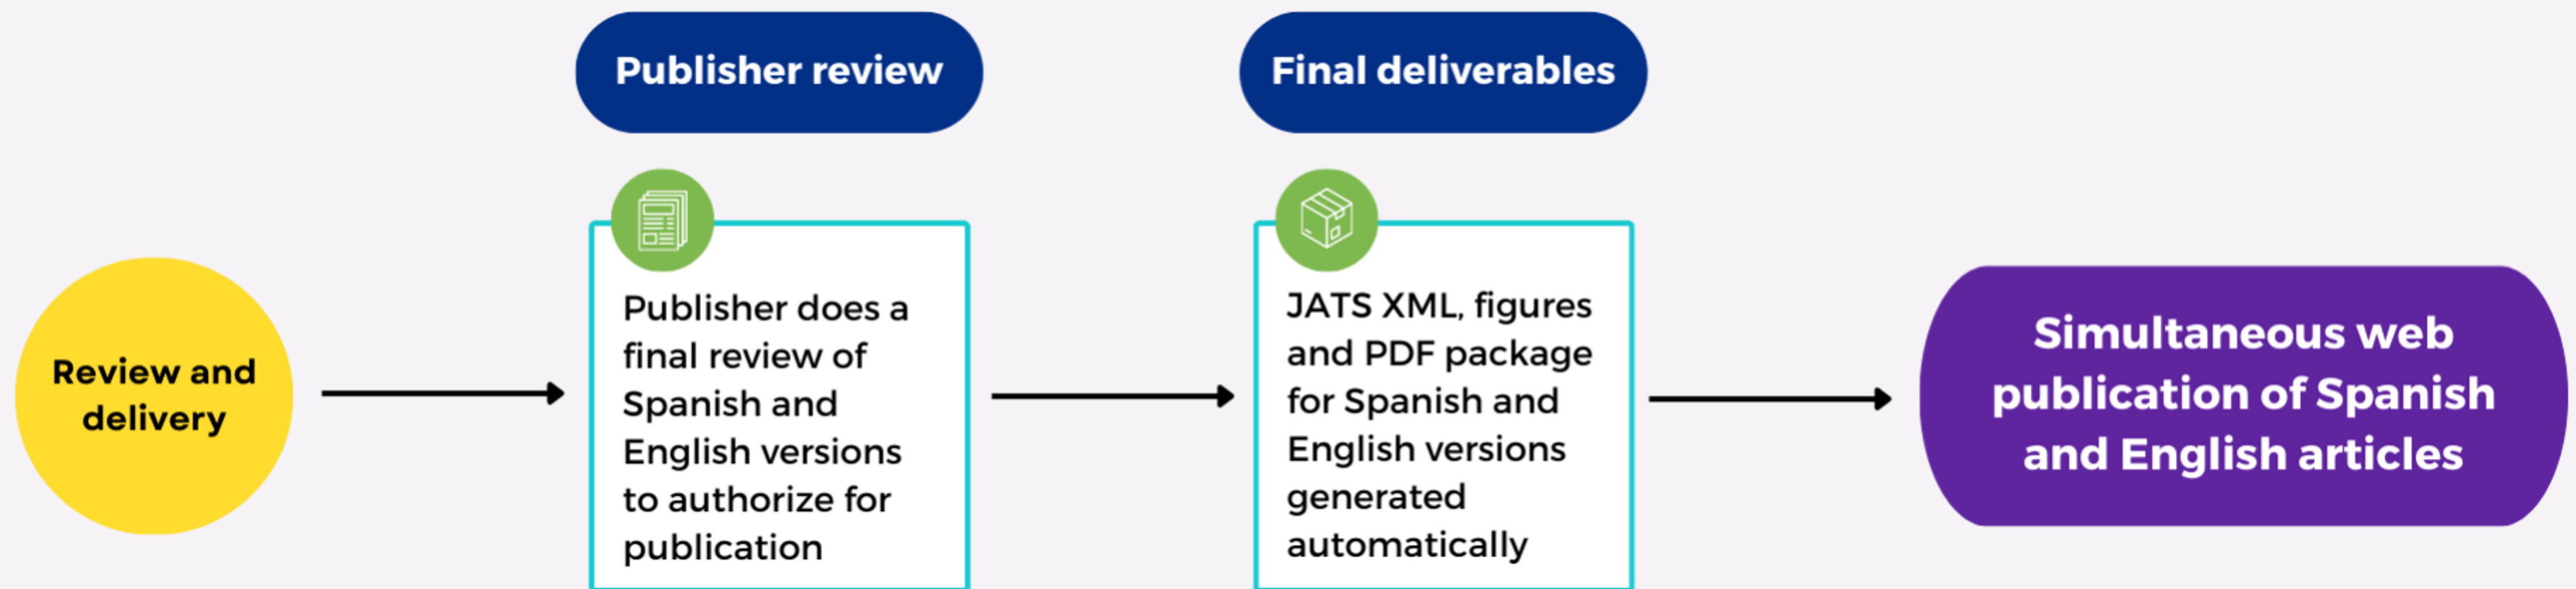 Publisher review
Final deliverables
Review and
delivery
Publisher does a
final review of
Spanish and
English versions
to authorize for
publication
JATS XML, figures
and PDF package
for Spanish and
English versions
generated
automatically
Simultaneous web
publication of Spanish
and English articles